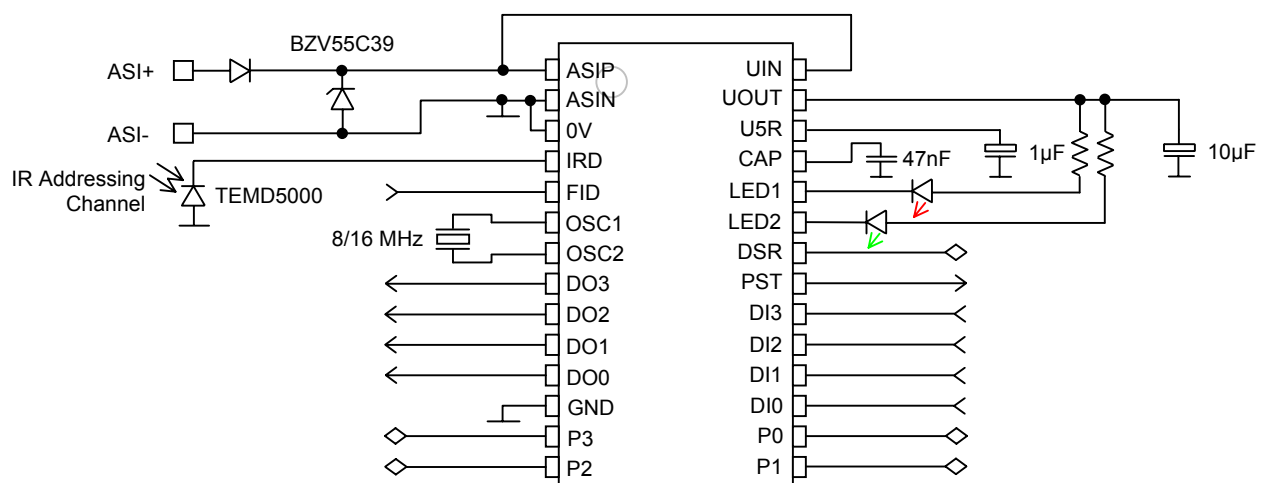 BZV55C39
ASI+
ASI-
IR Addressing
Channel
TEMD5000
8/16 MHz
ASIP
ASIN
0V
IRD
FID
OSC1
OSC2
DO3
DO2
DO1
DO0
GND
P3
P2
UIN
UOUT
U5R
CAP
LED1
LED2
DSR
PST
DI3
DI2
DI1
DI0
P0
P1
47nF
1µF
10µF